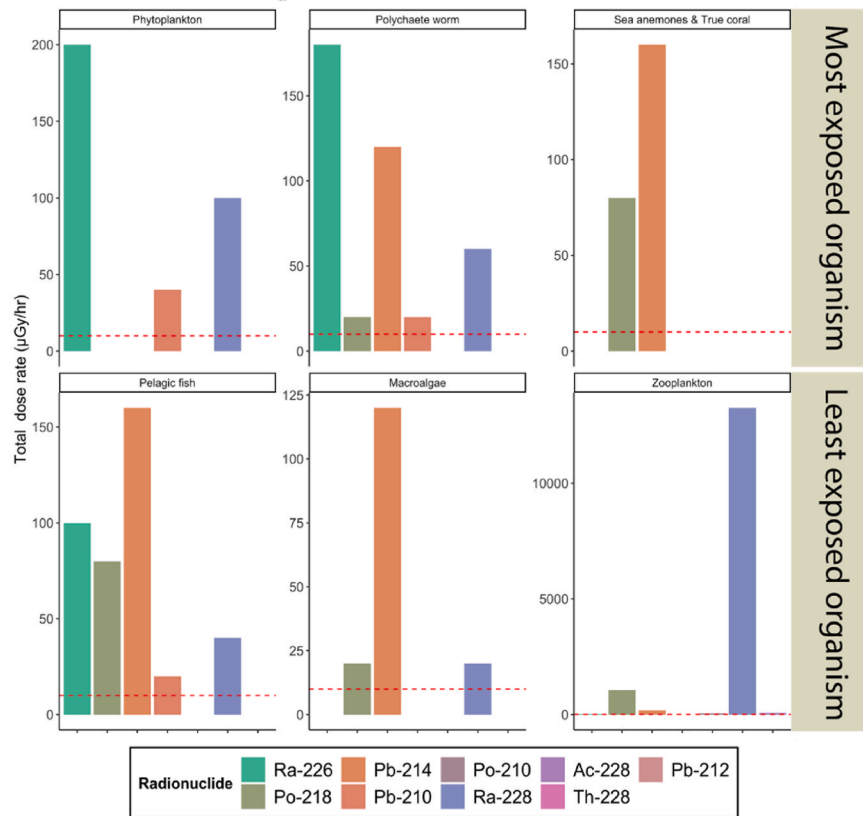 Phytoplankton
Polychaete worm
Sea anemones & True coral
200
150
100
50
0
150
100
50
0
150
100
50
0
Most exposed organism
Total dose rate (µGy/hr)
Pelagic fish
Macroalgae
Zooplankton
150
100
50
0
125
100
75
50
25
0
10000
5000
0
Least exposed organism
Radionuclide
Ra-226 Pb-214 Po-210 Ac-228 Pb-212
Po-218 Pb-210 Ra-228 Th-228